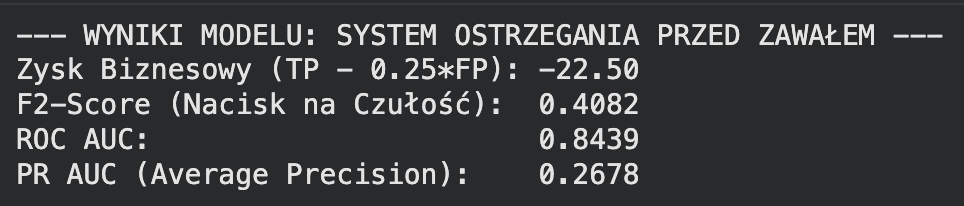 --- WYNIKI MODELU: SYSTEM OSTRZEGANIA PRZED ZAWAŁEM ---
Zysk Biznesowy (TP - 0.25*FP): -22.50
F2-Score (Nacisk na Czułość):  0.4082
ROC AUC:                       0.8439
PR AUC (Average Precision):    0.2678